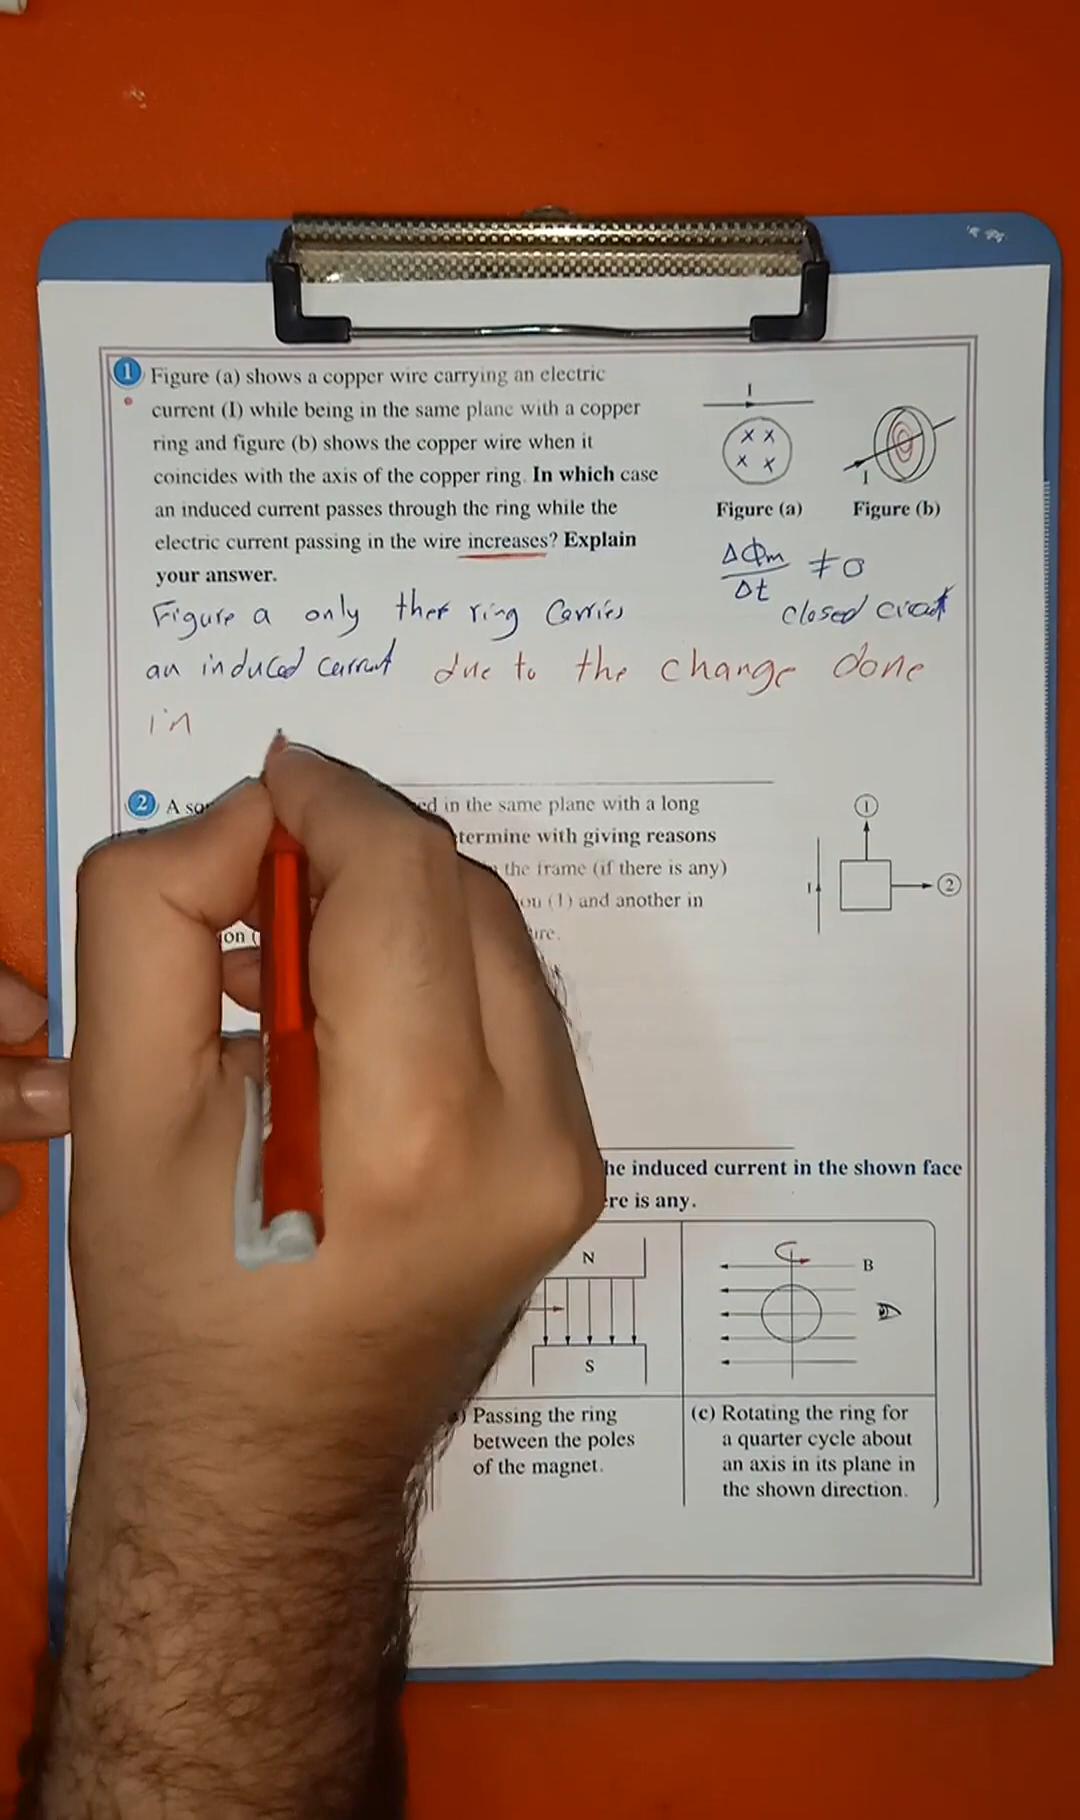 1 Figure (a) shows a copper wire carrying an electric
current (I) while being in the same plane with a copper
ring and figure (b) shows the copper wire when it
coincides with the axis of the copper ring. In which case
an induced current passes through the ring while the
electric current passing in the wire increases? Explain
your answer.
I
x x
x x
Figure (a)
I
Figure (b)
ΔΦm/Δt ≠ 0
closed
Figure a only the ring Carries
an induced current due to the change done
in
2 A
ed in the same plane with a long
termine with giving reasons
the frame (if there is any)
ou (1) and another in
on (
ure.
1
I
2
he induced current in the shown face
re is any.
N
S
B
) Passing the ring
between the poles
of the magnet.
(c) Rotating the ring for
a quarter cycle about
an axis in its plane in
the shown direction.